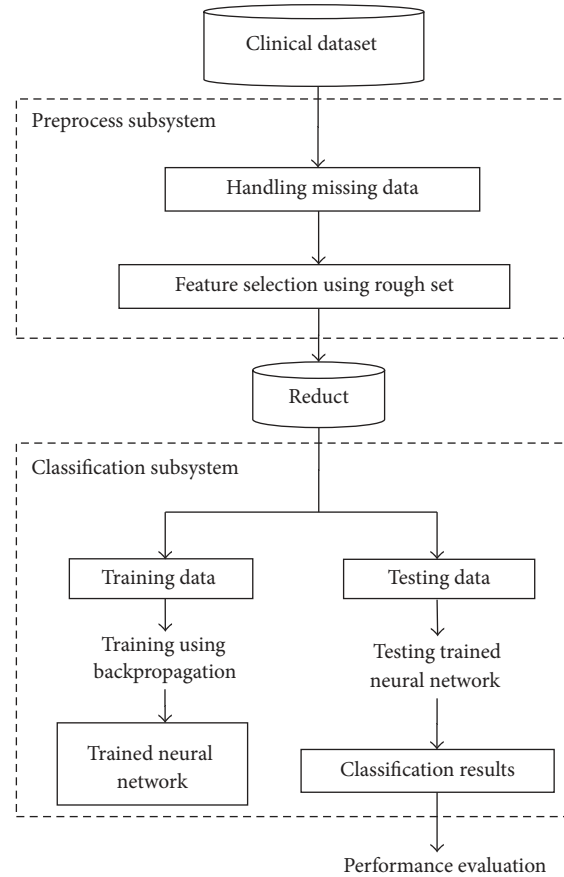 Clinical dataset
Preprocess subsystem
Handling missing data
Feature selection using rough set
Reduct
Classification subsystem
Training data
Training using
backpropagation
Trained neural
network
Testing data
Testing trained
neural network
Classification results
Performance evaluation